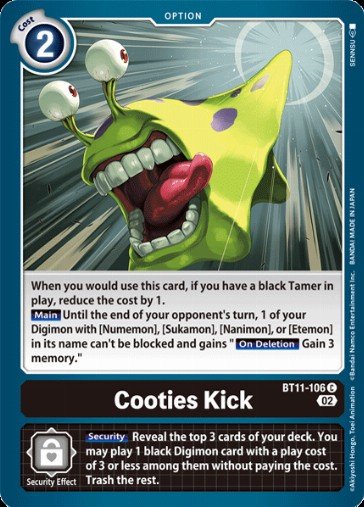 OPTION
Cost
2
SENNSU
BANDAI MADE IN JAPAN
©Akiyoshi Hongo, Toei Animation ©Bandai Namco Entertainment Inc.
When you would use this card, if you have a black Tamer in
play, reduce the cost by 1.
Main Until the end of your opponent's turn, 1 of your
Digimon with [Numemon], [Sukamon], [Nanimon], or [Etemon]
in its name can't be blocked and gains " On Deletion Gain 3
memory."
BT11-106 C
Cooties Kick
02
Security Reveal the top 3 cards of your deck. You
may play 1 black Digimon card with a play cost
of 3 or less among them without paying the cost.
Trash the rest.
Security Effect